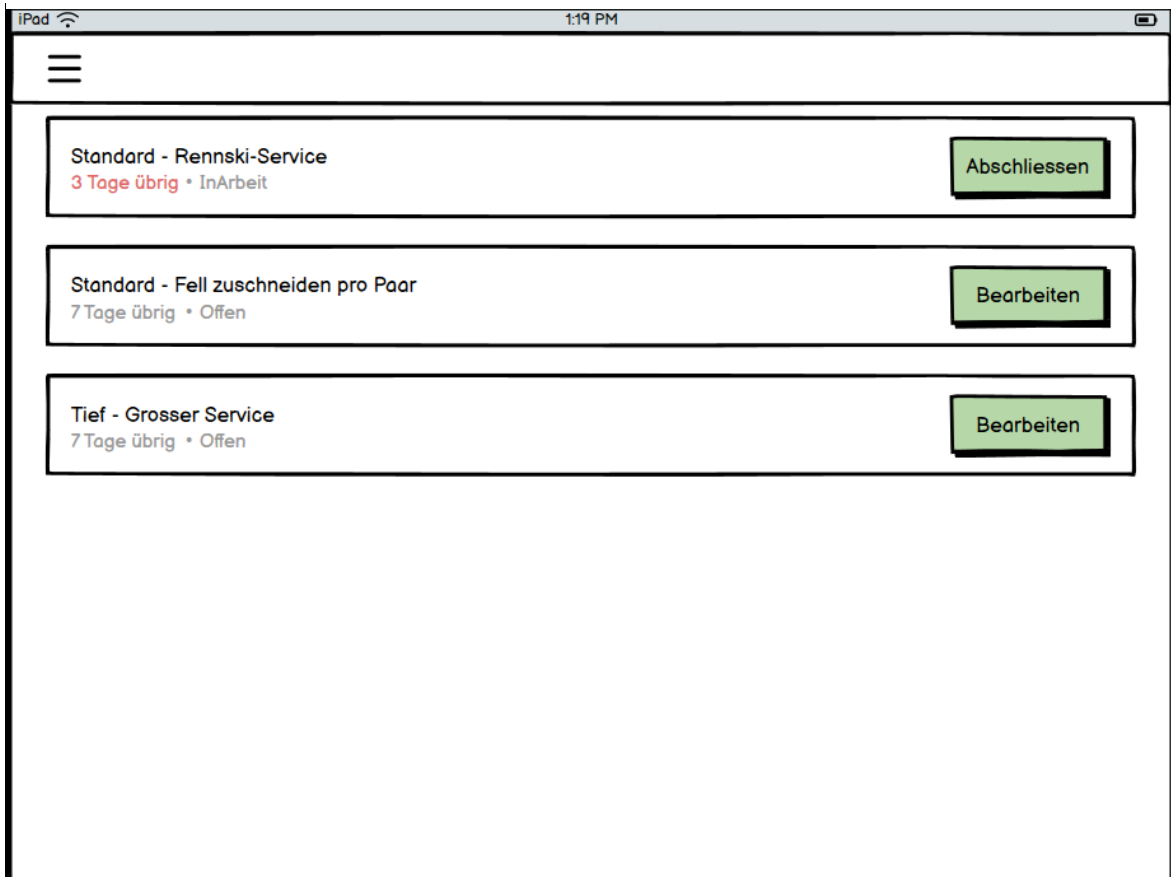 iPad 1:19 PM
Standard - Rennski-Service
3 Tage übrig • InArbeit
Abschliessen
Standard - Fell zuschneiden pro Paar
7 Tage übrig • Offen
Bearbeiten
Tief - Grosser Service
7 Tage übrig • Offen
Bearbeiten